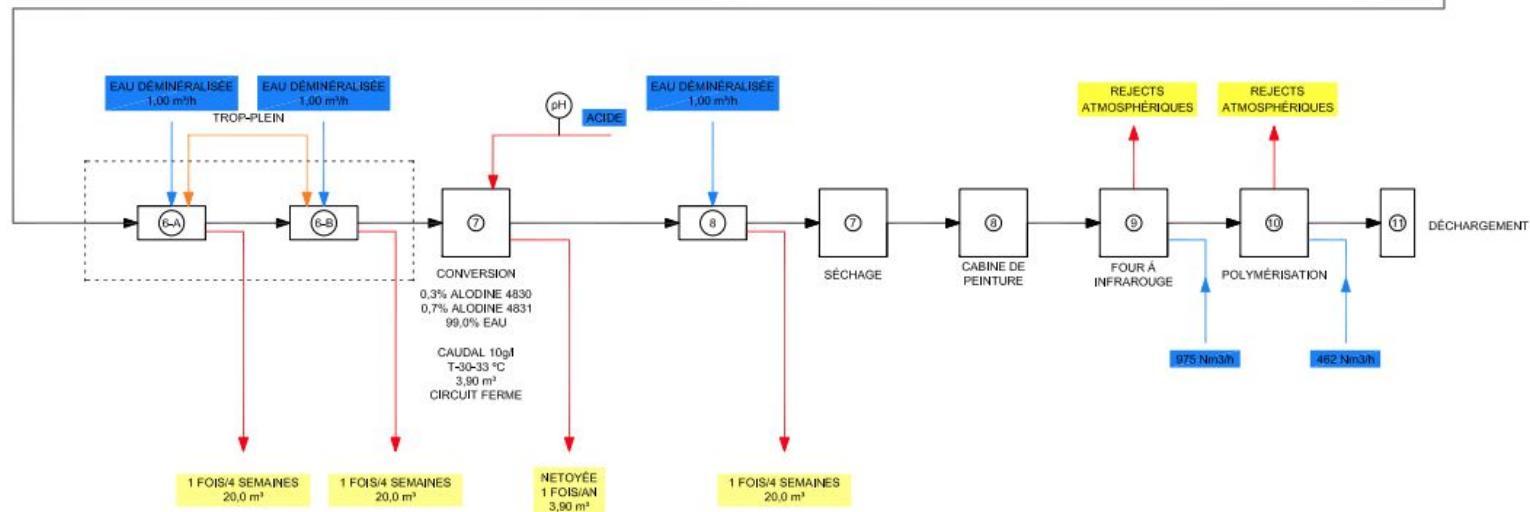 EAU DÉMINÉRALISÉE
1,00 m³/h
EAU DÉMINÉRALISÉE
1,00 m³/h
TROP-PLEIN
pH
ACIDE
EAU DÉMINÉRALISÉE
1,00 m³/h
REJECTS
ATMOSPHÉRIQUES
REJECTS
ATMOSPHÉRIQUES
6-A
6-B
7
8
7
8
9
10
11
DÉCHARGEMENT
CONVERSION
0,3% ALODINE 4830
0,7% ALODINE 4831
99,0% EAU
CAUDAL 10g/l
T-30-33 ºC
3,90 m³
CIRCUIT FERME
SÉCHAGE
CABINE DE
PEINTURE
FOUR À
INFRAROUGE
POLYMÉRISATION
975 Nm3/h
462 Nm3/h
1 FOIS/4 SEMAINES
20,0 m³
1 FOIS/4 SEMAINES
20,0 m³
NETOYÉE
1 FOIS/AN
3,90 m³
1 FOIS/4 SEMAINES
20,0 m³